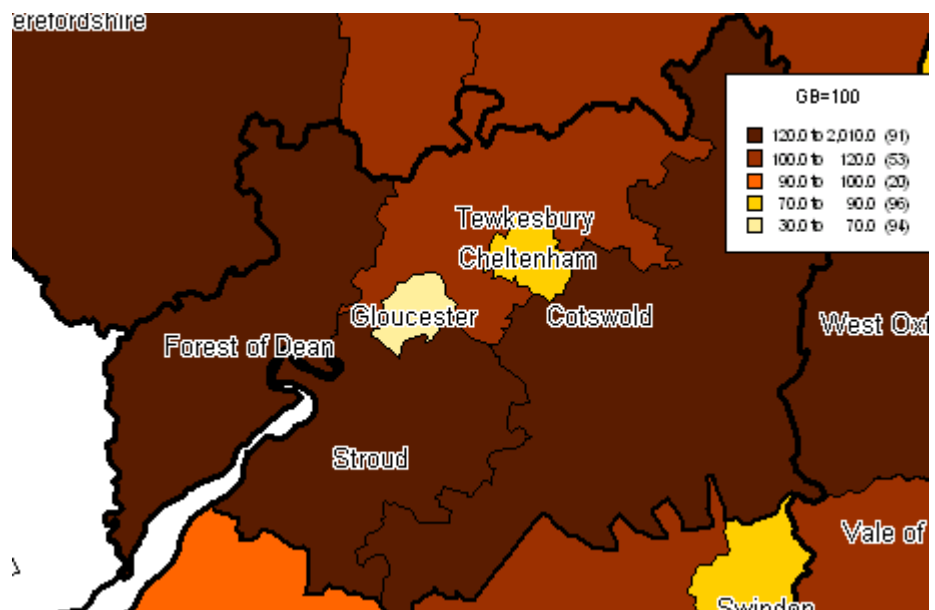 erefordshire
GB=100
120.0 to 2,010.0 (91)
100.0 to 120.0 (53)
90.0 to 100.0 (20)
70.0 to 90.0 (96)
30.0 to 70.0 (94)
Tewkesbury
Cheltenham
Gloucester
Cotswold
West Oxf
Forest of Dean
Stroud
Vale of
Swindon